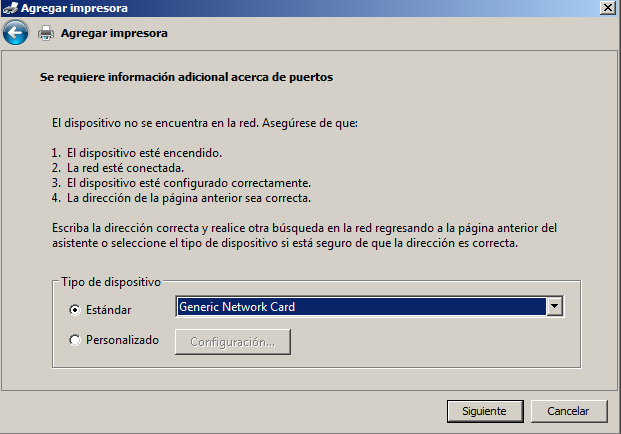 Agregar impresora
Agregar impresora
Se requiere información adicional acerca de puertos
El dispositivo no se encuentra en la red. Asegúrese de que:
1. El dispositivo esté encendido.
2. La red esté conectada.
3. El dispositivo esté configurado correctamente.
4. La dirección de la página anterior sea correcta.
Escriba la dirección correcta y realice otra búsqueda en la red regresando a la página anterior del
asistente o seleccione el tipo de dispositivo si está seguro de que la dirección es correcta.
Tipo de dispositivo
Estándar
Generic Network Card
Personalizado
Configuración...
Siguiente
Cancelar